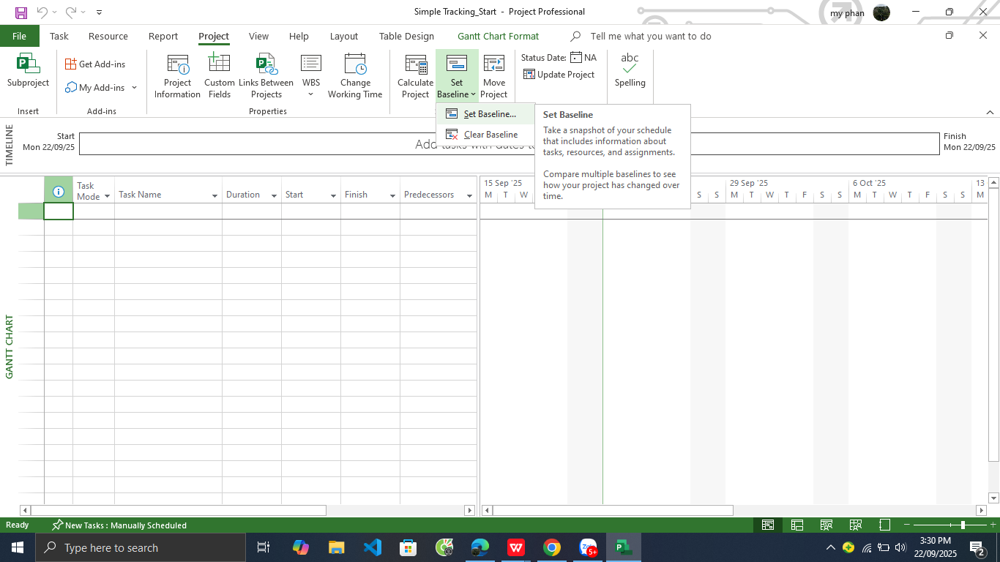 Simple Tracking_Start - Project Professional
my phan
File Task Resource Report Project View Help Layout Table Design Gantt Chart Format Tell me what you want to do
Subproject
Get Add-ins
My Add-ins
Project
Information
Custom
Fields
Links Between
Projects
WBS
Change
Working Time
Calculate
Project
Set
Baseline
Move
Project
Status Date: NA
Update Project
abc
Spelling
Insert
Add-ins
Properties
Set Baseline...
Clear Baseline
Set Baseline
Take a snapshot of your schedule
that includes information about
tasks, resources, and assignments.
Compare multiple baselines to see
how your project has changed over
time.
TIMELINE
Start
Mon 22/09/25
Add tasks with dates to
Finish
Mon 22/09/25
Task
Mode
Task Name
Duration
Start
Finish
Predecessors
15 Sep '25
29 Sep '25
6 Oct '25
13
M T W S S M T W T F S S M T W T F S S M
GANTT CHART
Ready
New Tasks : Manually Scheduled
Type here to search
5+
3:30 PM
22/09/2025
2